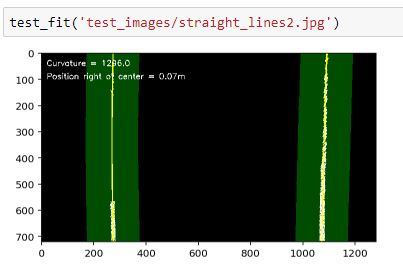 test_fit('test_images/straight_lines2.jpg')
0
Curvature = 1296.0
Position right of center = 0.07m
100
200
300
400
500
600
700
0 200 400 600 800 1000 1200